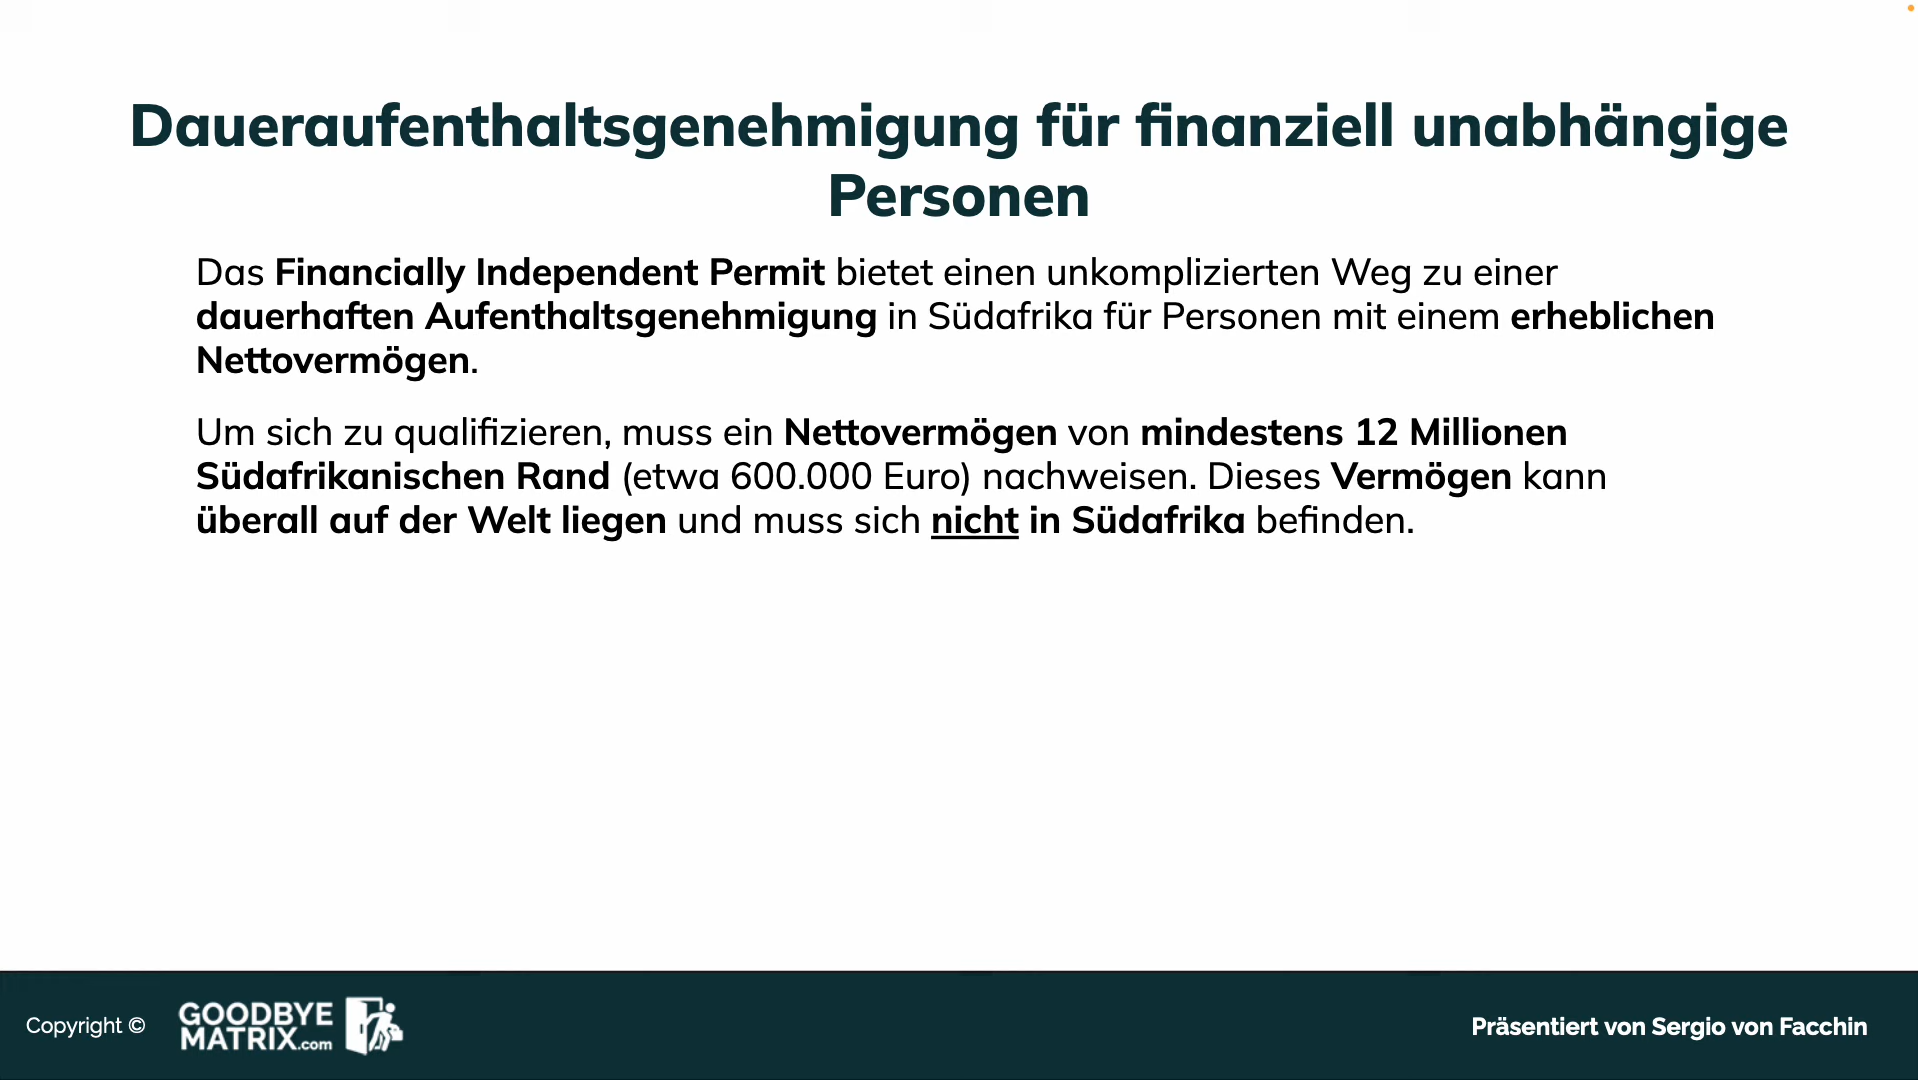 Daueraufenthaltsgenehmigung für finanziell unabhängige
Personen
Das Financially Independent Permit bietet einen unkomplizierten Weg zu einer
dauerhaften Aufenthaltsgenehmigung in Südafrika für Personen mit einem erheblichen
Nettovermögen.
Um sich zu qualifizieren, muss ein Nettovermögen von mindestens 12 Millionen
Südafrikanischen Rand (etwa 600.000 Euro) nachweisen. Dieses Vermögen kann
überall auf der Welt liegen und muss sich nicht in Südafrika befinden.
Copyright ©
GOODBYE
MATRIX.com
Präsentiert von Sergio von Facchin